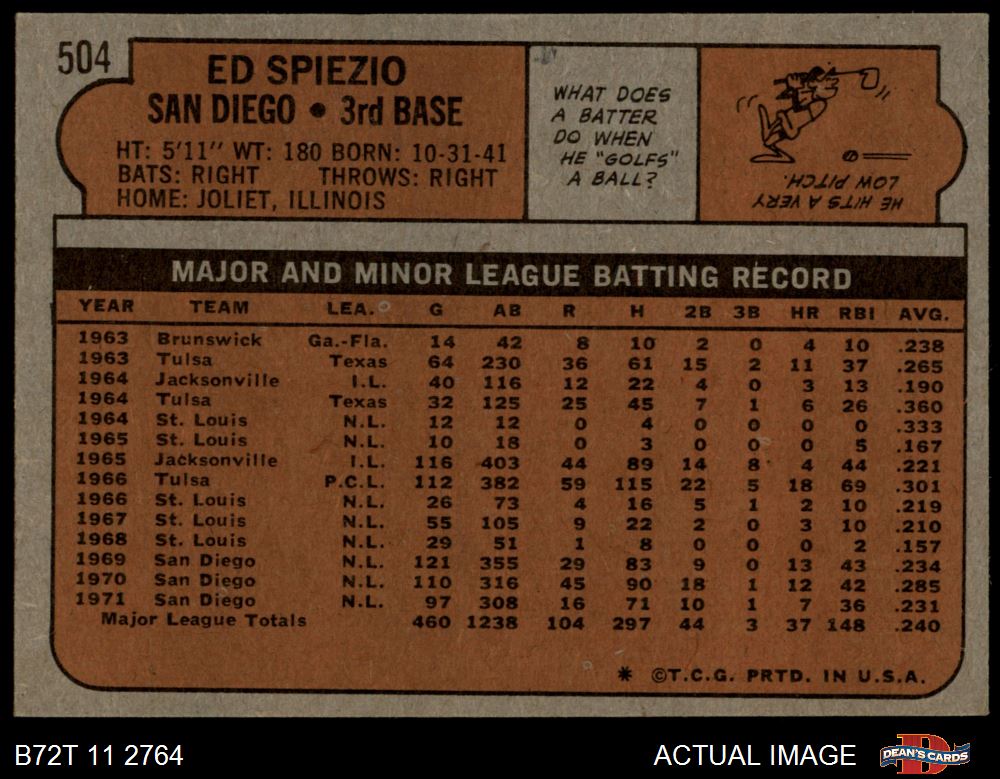 504
ED SPIEZIO
SAN DIEGO • 3rd BASE
HT: 5'11" WT: 180 BORN: 10-31-41
BATS: RIGHT THROWS: RIGHT
HOME: JOLIET, ILLINOIS
WHAT DOES
A BATTER
DO WHEN
HE "GOLFS"
A BALL?
HE HITS A VERY
LOW PITCH.
MAJOR AND MINOR LEAGUE BATTING RECORD
YEAR TEAM LEA. G AB R H 2B 3B HR RBI AVG.
1963 Brunswick Ga.-Fla. 14 42 8 10 2 0 4 10 .238
1963 Tulsa Texas 64 230 36 61 15 2 11 37 .265
1964 Jacksonville I.L. 40 116 12 22 4 0 3 13 .190
1964 Tulsa Texas 32 125 25 45 7 1 6 26 .360
1964 St. Louis N.L. 12 12 0 4 0 0 0 0 .333
1965 St. Louis N.L. 10 18 0 3 0 0 0 5 .167
1965 Jacksonville I.L. 116 403 44 89 14 8 4 44 .221
1966 Tulsa P.C.L. 112 382 59 115 22 5 18 69 .301
1966 St. Louis N.L. 26 73 4 16 5 1 2 10 .219
1967 St. Louis N.L. 55 105 9 22 2 0 3 10 .210
1968 St. Louis N.L. 29 51 1 8 0 0 0 2 .157
1969 San Diego N.L. 121 355 29 83 9 0 13 43 .234
1970 San Diego N.L. 110 316 45 90 18 1 12 42 .285
1971 San Diego N.L. 97 308 16 71 10 1 7 36 .231
Major League Totals 460 1238 104 297 44 3 37 148 .240
* ©T.C.G. PRTD. IN U.S.A.
B72T 11 2764
ACTUAL IMAGE
DEAN'S CARDS